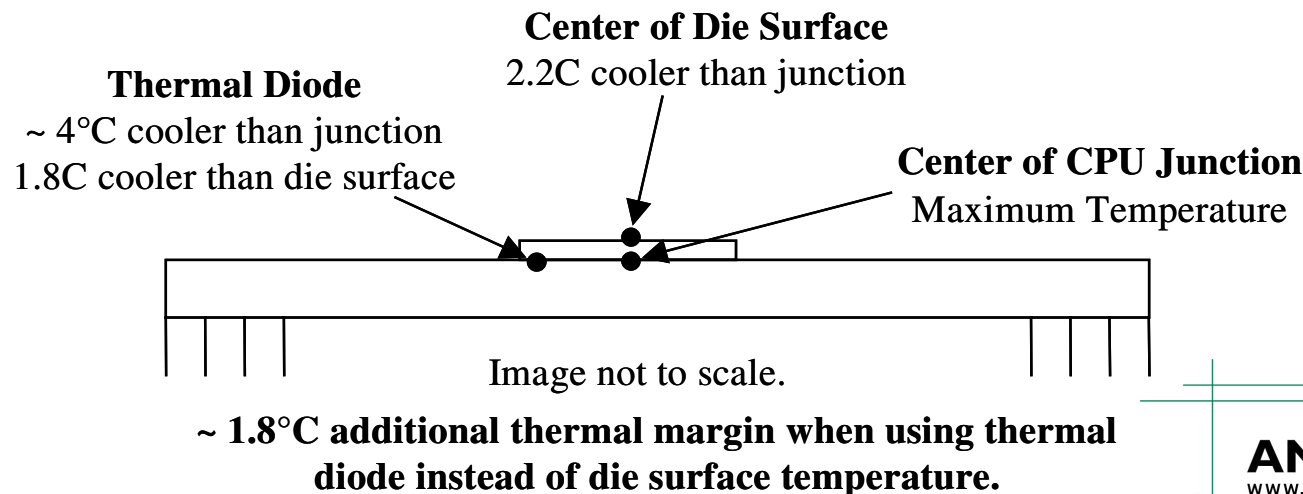 Center of Die Surface
2.2C cooler than junction
Thermal Diode
~ 4°C cooler than junction
1.8C cooler than die surface
Center of CPU Junction
Maximum Temperature
Image not to scale.
~ 1.8°C additional thermal margin when using thermal
diode instead of die surface temperature.